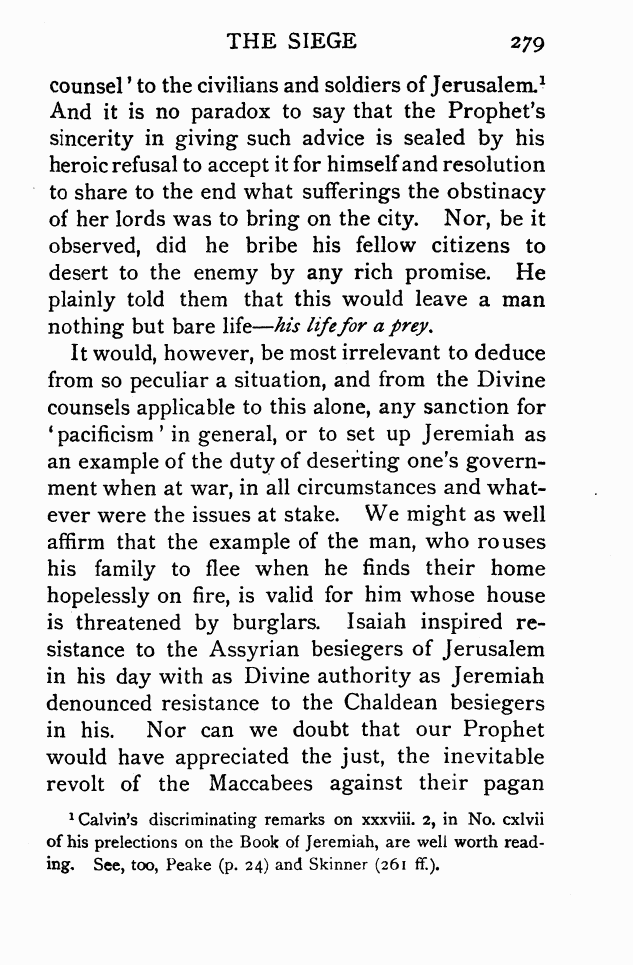 THE SIEGE 279
counsel' to the civilians and soldiers of Jerusalem.¹
And it is no paradox to say that the Prophet's
sincerity in giving such advice is sealed by his
heroic refusal to accept it for himself and resolution
to share to the end what sufferings the obstinacy
of her lords was to bring on the city. Nor, be it
observed, did he bribe his fellow citizens to
desert to the enemy by any rich promise. He
plainly told them that this would leave a man
nothing but bare life—his life for a prey.
It would, however, be most irrelevant to deduce
from so peculiar a situation, and from the Divine
counsels applicable to this alone, any sanction for
'pacificism' in general, or to set up Jeremiah as
an example of the duty of deserting one's govern-
ment when at war, in all circumstances and what-
ever were the issues at stake. We might as well
affirm that the example of the man, who rouses
his family to flee when he finds their home
hopelessly on fire, is valid for him whose house
is threatened by burglars. Isaiah inspired re-
sistance to the Assyrian besiegers of Jerusalem
in his day with as Divine authority as Jeremiah
denounced resistance to the Chaldean besiegers
in his. Nor can we doubt that our Prophet
would have appreciated the just, the inevitable
revolt of the Maccabees against their pagan
¹ Calvin's discriminating remarks on xxxviii. 2, in No. cxlvii
of his prelections on the Book of Jeremiah, are well worth read-
ing. See, too, Peake (p. 24) and Skinner (261 ff.).